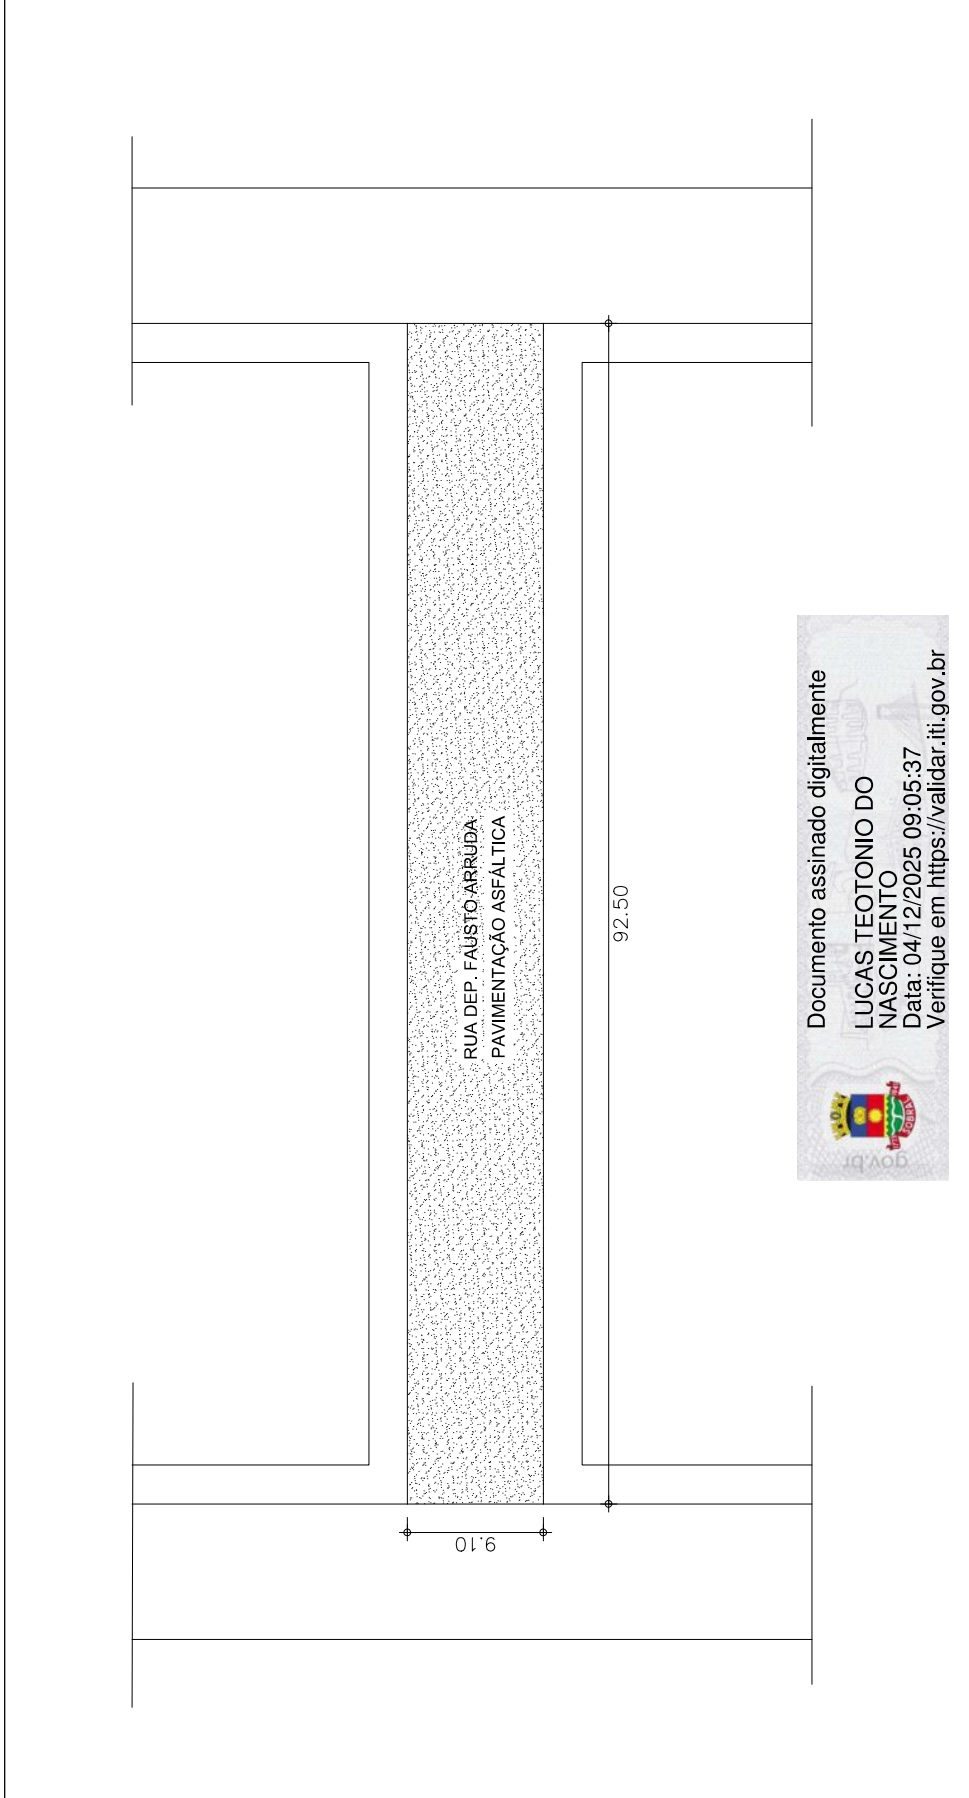 RUA DEP. FAUSTO ARRUDA
PAVIMENTAÇÃO ASFÁLTICA
92.50
9.10
Documento assinado digitalmente
LUCAS TEOTONIO DO
NASCIMENTO
Data: 04/12/2025 09:05:37
Verifique em https://validar.iti.gov.br
gov.br
SOBRAL